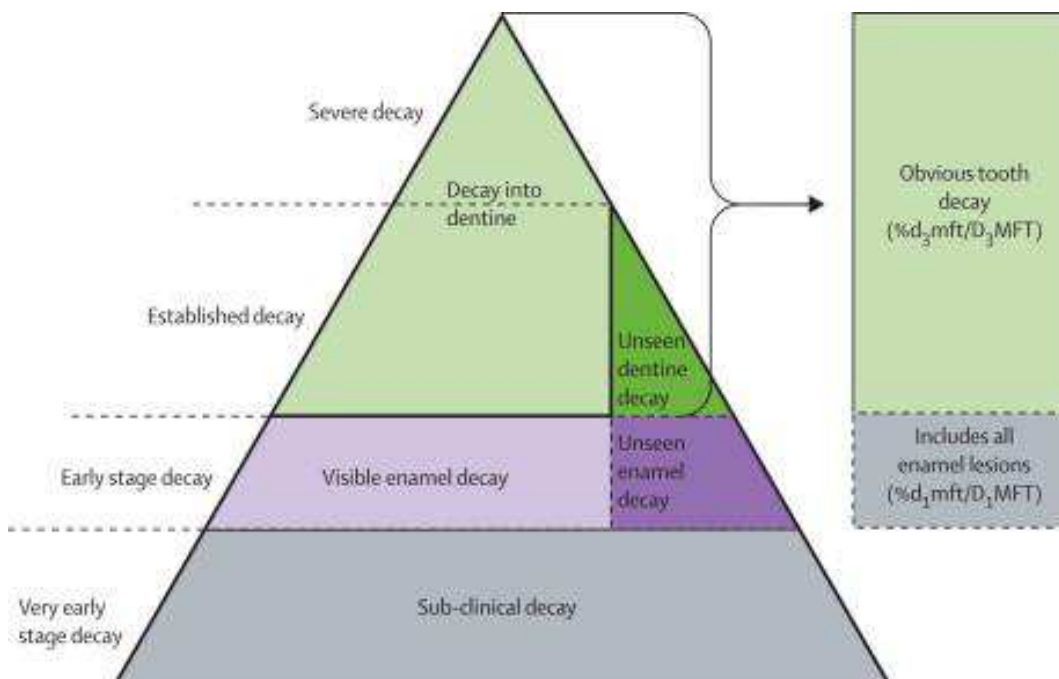 Severe decay
Decay into
dentine
Established decay
Unseen
dentine
decay
Early stage decay
Visible enamel decay
Unseen
enamel
decay
Very early
stage decay
Sub-clinical decay
Obvious tooth
decay
(%d₃mft/D₃MFT)
Includes all
enamel lesions
(%d₁mft/D₁MFT)